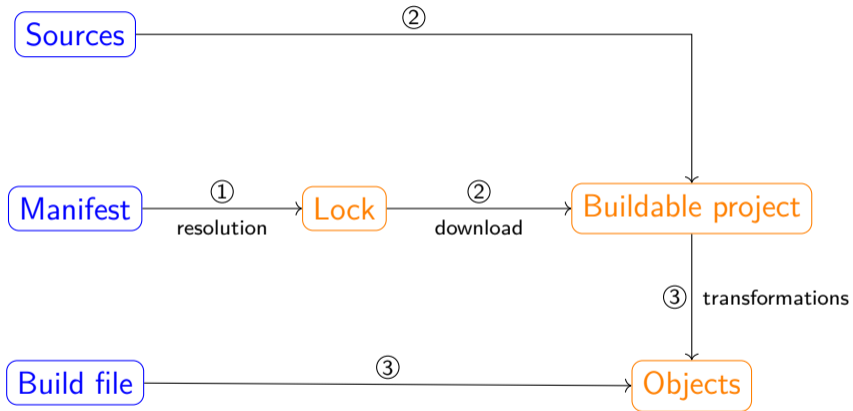 Sources
②
Manifest
①
resolution
Lock
②
download
Buildable project
③ transformations
Build file
③
Objects